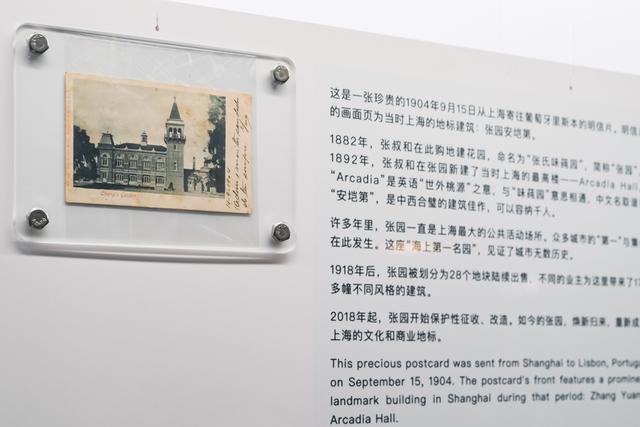 Chang's Garden
这是一张珍贵的1904年9月15日从上海寄往葡萄牙里斯本的明信片。明信
的画面页为当时上海的地标建筑：张园安垲第。
1882年，张叔和在此购地建花园，命名为“张氏味莼园”，简称“张园”，
1892年，张叔和在张园新建了当时上海的最高楼——Arcadia Hall
“Arcadia”是英语“世外桃源”之意，与“味莼园”意思相通，中文名取谐
“安垲第”，是中西合璧的建筑佳作，可以容纳千人。
许多年里，张园一直是上海最大的公共活动场所。众多城市的“第一”与集
在此发生。这座“海上第一名园”，见证了城市无数历史。
1918年后，张园被划分为28个地块陆续出售，不同的业主为这里带来了17
多幢不同风格的建筑。
2018年起，张园开始保护性征收、改造。如今的张园，焕新归来，重新成
上海的文化和商业地标。
This precious postcard was sent from Shanghai to Lisbon, Portuga
on September 15, 1904. The postcard's front features a promine
landmark building in Shanghai during that period: Zhang Yuan
Arcadia Hall.